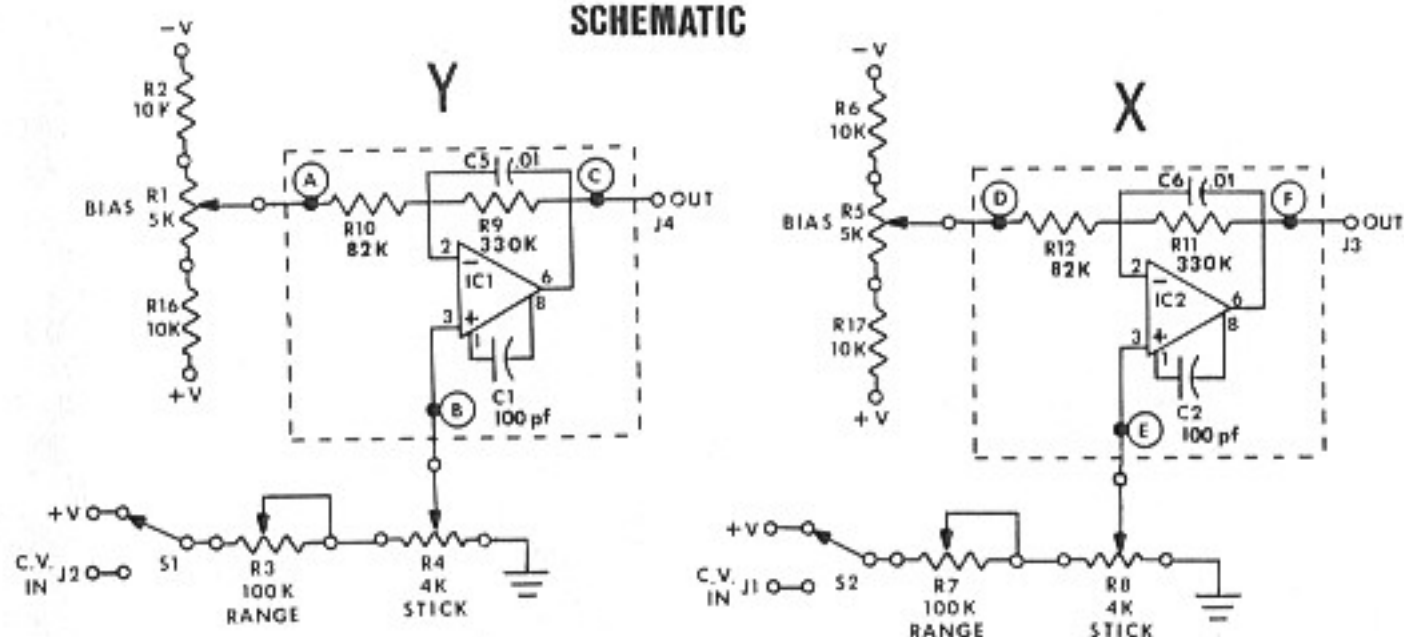 SCHEMATIC
Y
-V
R2
10K
BIAS
R1
5K
R16
10K
+V
A
R10
82K
C5 .01
R9
330K
C
OUT
J4
2
-
IC1
6
8
3
+
1
C1
100 pf
B
+V
C.V.
IN
J2
S1
R3
100K
RANGE
R4
4K
STICK
X
-V
R6
10K
BIAS
R5
5K
R17
10K
+V
D
R12
82K
C6 .01
R11
330K
F
OUT
J3
2
-
IC2
6
8
3
+
1
C2
100 pf
E
+V
C.V.
IN
J1
S2
R7
100K
RANGE
R8
4K
STICK